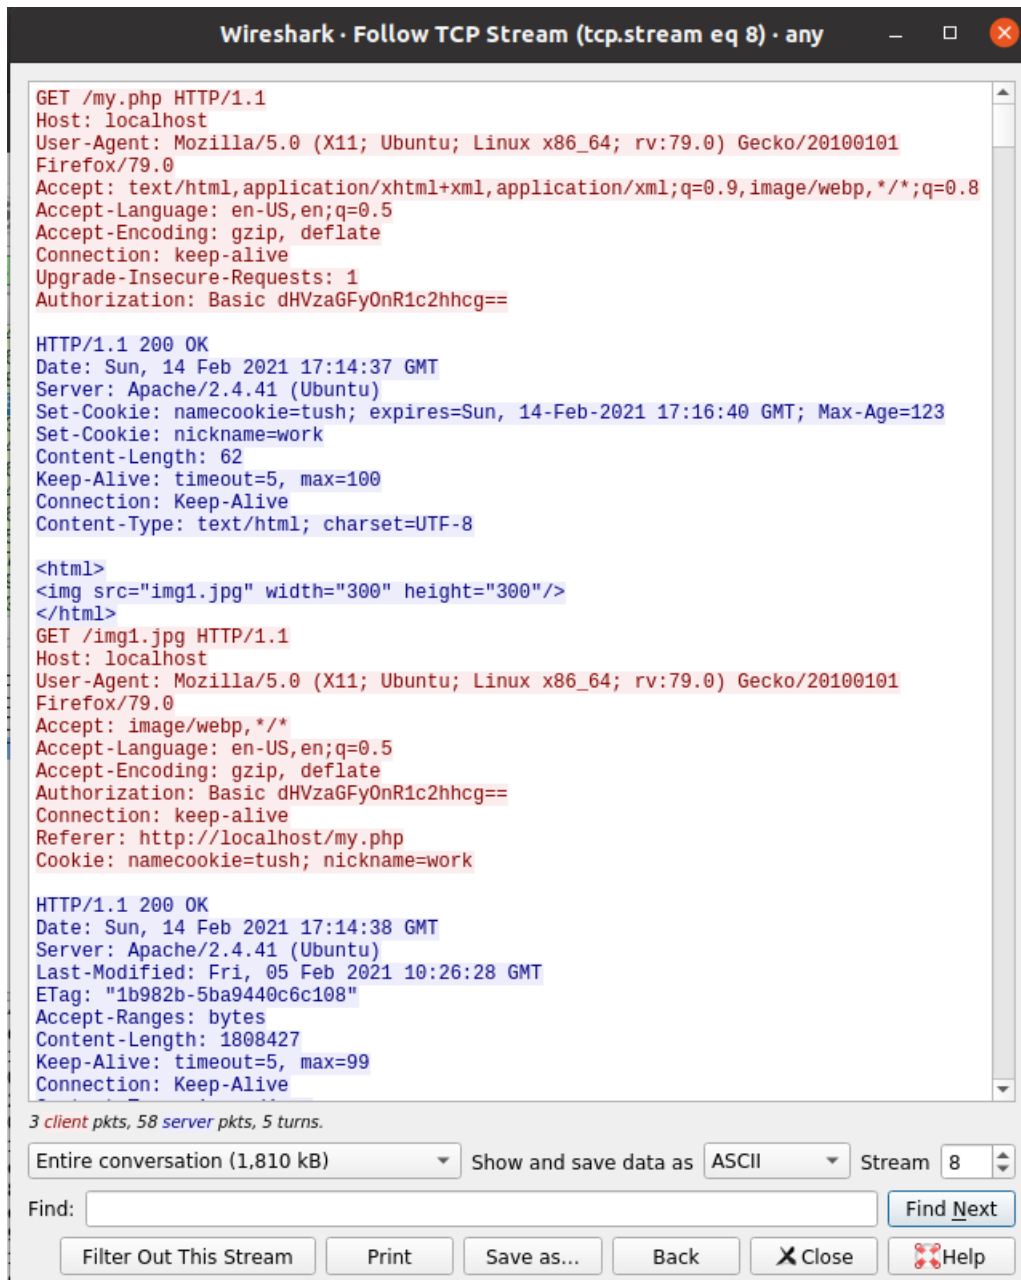 Wireshark · Follow TCP Stream (tcp.stream eq 8) · any
GET /my.php HTTP/1.1
Host: localhost
User-Agent: Mozilla/5.0 (X11; Ubuntu; Linux x86_64; rv:79.0) Gecko/20100101
Firefox/79.0
Accept: text/html,application/xhtml+xml,application/xml;q=0.9,image/webp,*/*;q=0.8
Accept-Language: en-US,en;q=0.5
Accept-Encoding: gzip, deflate
Connection: keep-alive
Upgrade-Insecure-Requests: 1
Authorization: Basic dHVzaGFyOnR1c2hhcg==
HTTP/1.1 200 OK
Date: Sun, 14 Feb 2021 17:14:37 GMT
Server: Apache/2.4.41 (Ubuntu)
Set-Cookie: namecookie=tush; expires=Sun, 14-Feb-2021 17:16:40 GMT; Max-Age=123
Set-Cookie: nickname=work
Content-Length: 62
Keep-Alive: timeout=5, max=100
Connection: Keep-Alive
Content-Type: text/html; charset=UTF-8
<html>
<img src="img1.jpg" width="300" height="300"/>
</html>
GET /img1.jpg HTTP/1.1
Host: localhost
User-Agent: Mozilla/5.0 (X11; Ubuntu; Linux x86_64; rv:79.0) Gecko/20100101
Firefox/79.0
Accept: image/webp,*/*
Accept-Language: en-US,en;q=0.5
Accept-Encoding: gzip, deflate
Authorization: Basic dHVzaGFyOnR1c2hhcg==
Connection: keep-alive
Referer: http://localhost/my.php
Cookie: namecookie=tush; nickname=work
HTTP/1.1 200 OK
Date: Sun, 14 Feb 2021 17:14:38 GMT
Server: Apache/2.4.41 (Ubuntu)
Last-Modified: Fri, 05 Feb 2021 10:26:28 GMT
ETag: "1b982b-5ba9440c6c108"
Accept-Ranges: bytes
Content-Length: 1808427
Keep-Alive: timeout=5, max=99
Connection: Keep-Alive
3 client pkts, 58 server pkts, 5 turns.
Entire conversation (1,810 kB) Show and save data as ASCII Stream 8
Find: Find Next
Filter Out This Stream Print Save as... Back Close Help